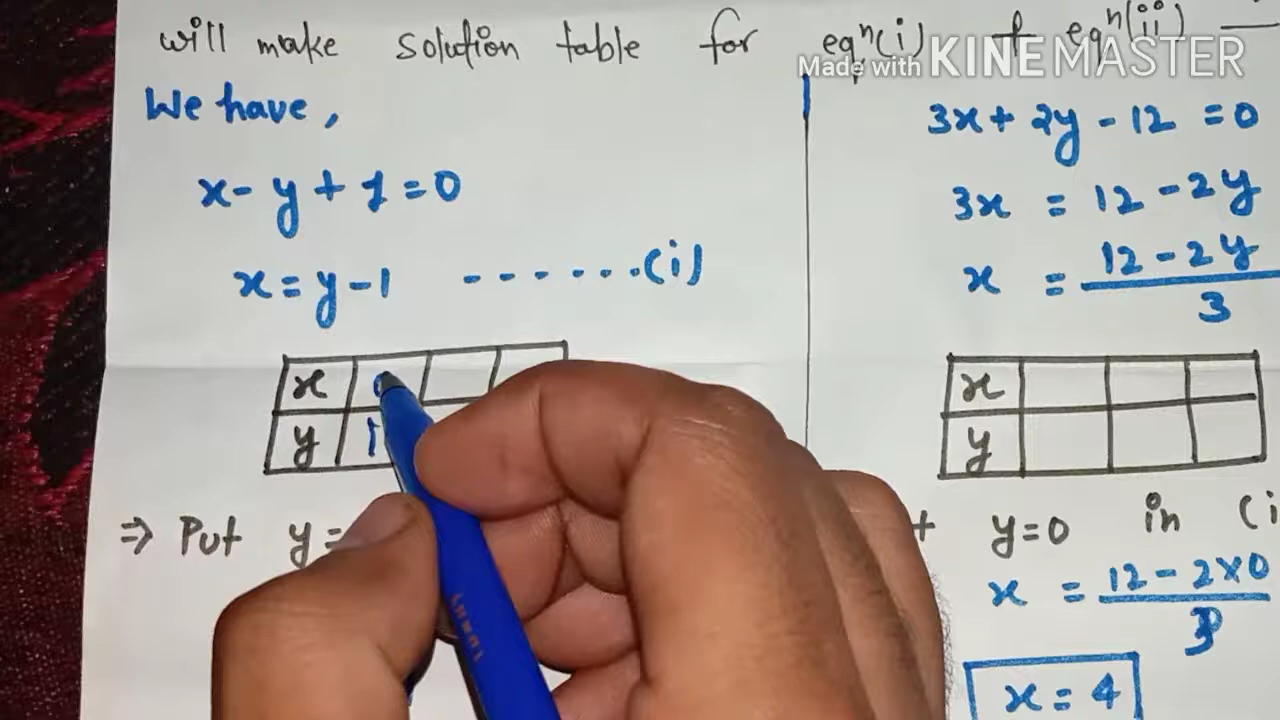 will make solution table for eqⁿ(i) + eqⁿ(ii)
Made with KINEMASTER
We have,
x - y + 1 = 0
x = y - 1 .......(i)
x 0
y 1
⇒ Put y =
3x + 2y - 12 = 0
3x = 12 - 2y
x = 12 - 2y / 3
x
y
y=0 in (i
x = 12 - 2×0 / 3
x = 4